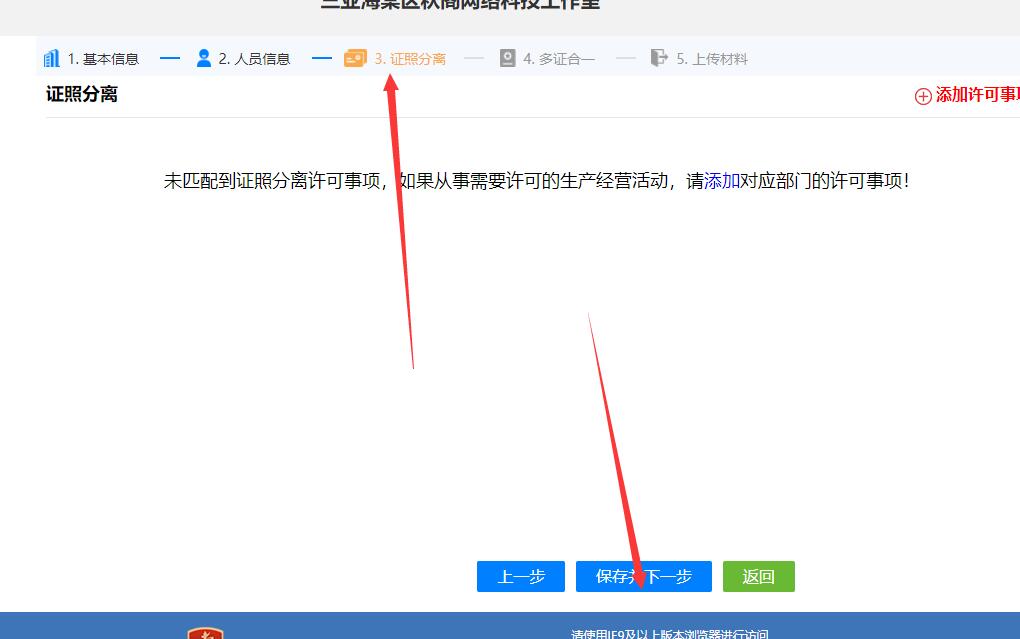 三亚海棠区秋商网络科技工作室
1. 基本信息 2. 人员信息 3. 证照分离 4. 多证合一 5. 上传材料
证照分离 添加许可事项
未匹配到证照分离许可事项，如果从事需要许可的生产经营活动，请添加对应部门的许可事项！
上一步 保存并下一步 返回
请使用IE9及以上版本浏览器进行访问